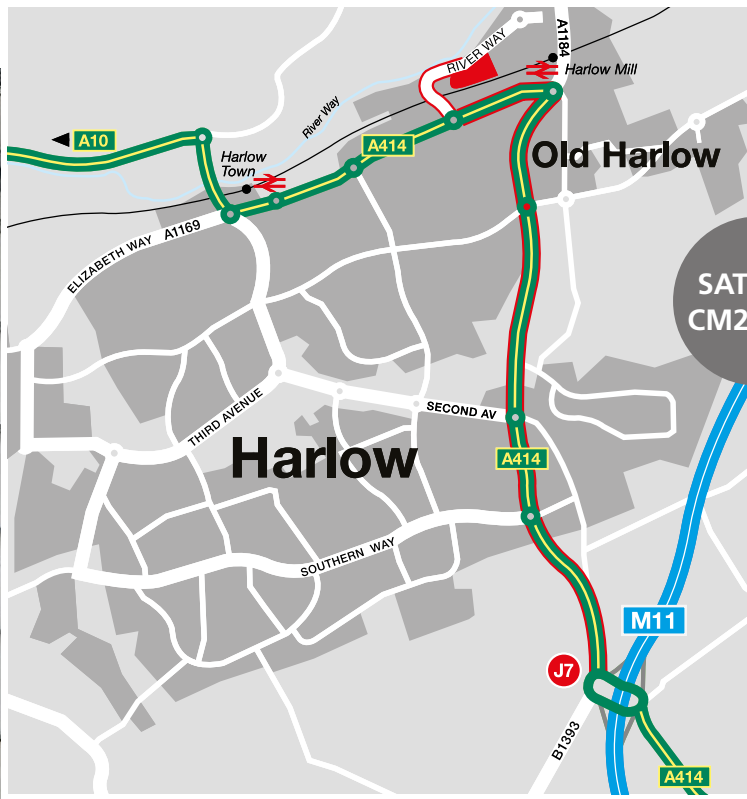 A1184
RIVER WAY
Harlow Mill
A10
River Way
A414
Harlow
Town
Old Harlow
ELIZABETH WAY A1169
SAT
CM2
THIRD AVENUE
SECOND AV
Harlow
A414
SOUTHERN WAY
M11
J7
B1393
A414